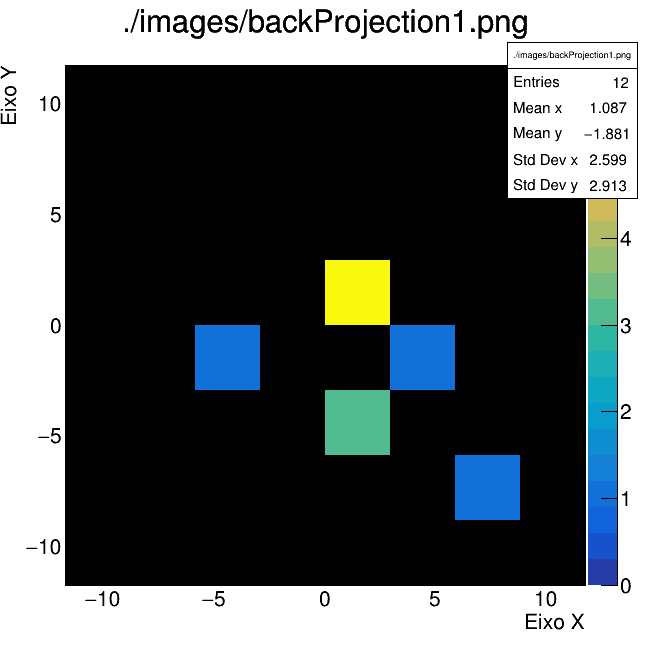 ./images/backProjection1.png
./images/backProjection1.png
Entries 12
Mean x 1.087
Mean y −1.881
Std Dev x 2.599
Std Dev y 2.913
Eixo Y
10
5
0
−5
−10
4
3
2
1
0
−10 −5 0 5 10
Eixo X